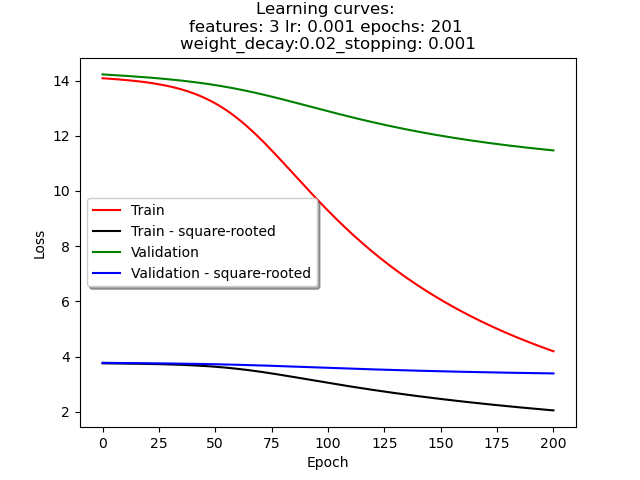 Learning curves:
features: 3 lr: 0.001 epochs: 201
weight_decay:0.02_stopping: 0.001
Loss
14
12
10
8
6
4
2
Train
Train - square-rooted
Validation
Validation - square-rooted
0 25 50 75 100 125 150 175 200
Epoch